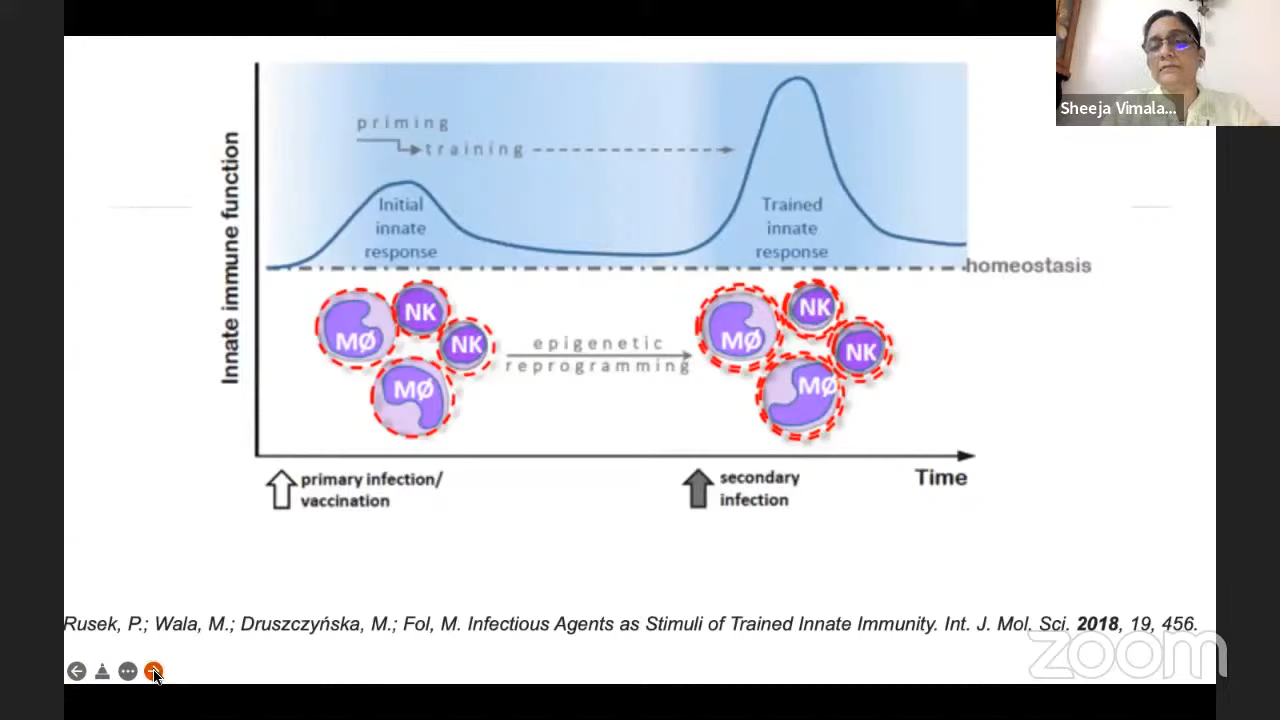 Sheeja Vimala...
priming
training
Innate immune function
Initial
innate
response
Trained
innate
response
homeostasis
MØ
NK
NK
MØ
epigenetic
reprogramming
MØ
NK
NK
MØ
primary infection/
vaccination
secondary
infection
Time
Rusek, P.; Wala, M.; Druszczyńska, M.; Fol, M. Infectious Agents as Stimuli of Trained Innate Immunity. Int. J. Mol. Sci. 2018, 19, 456.
zoom